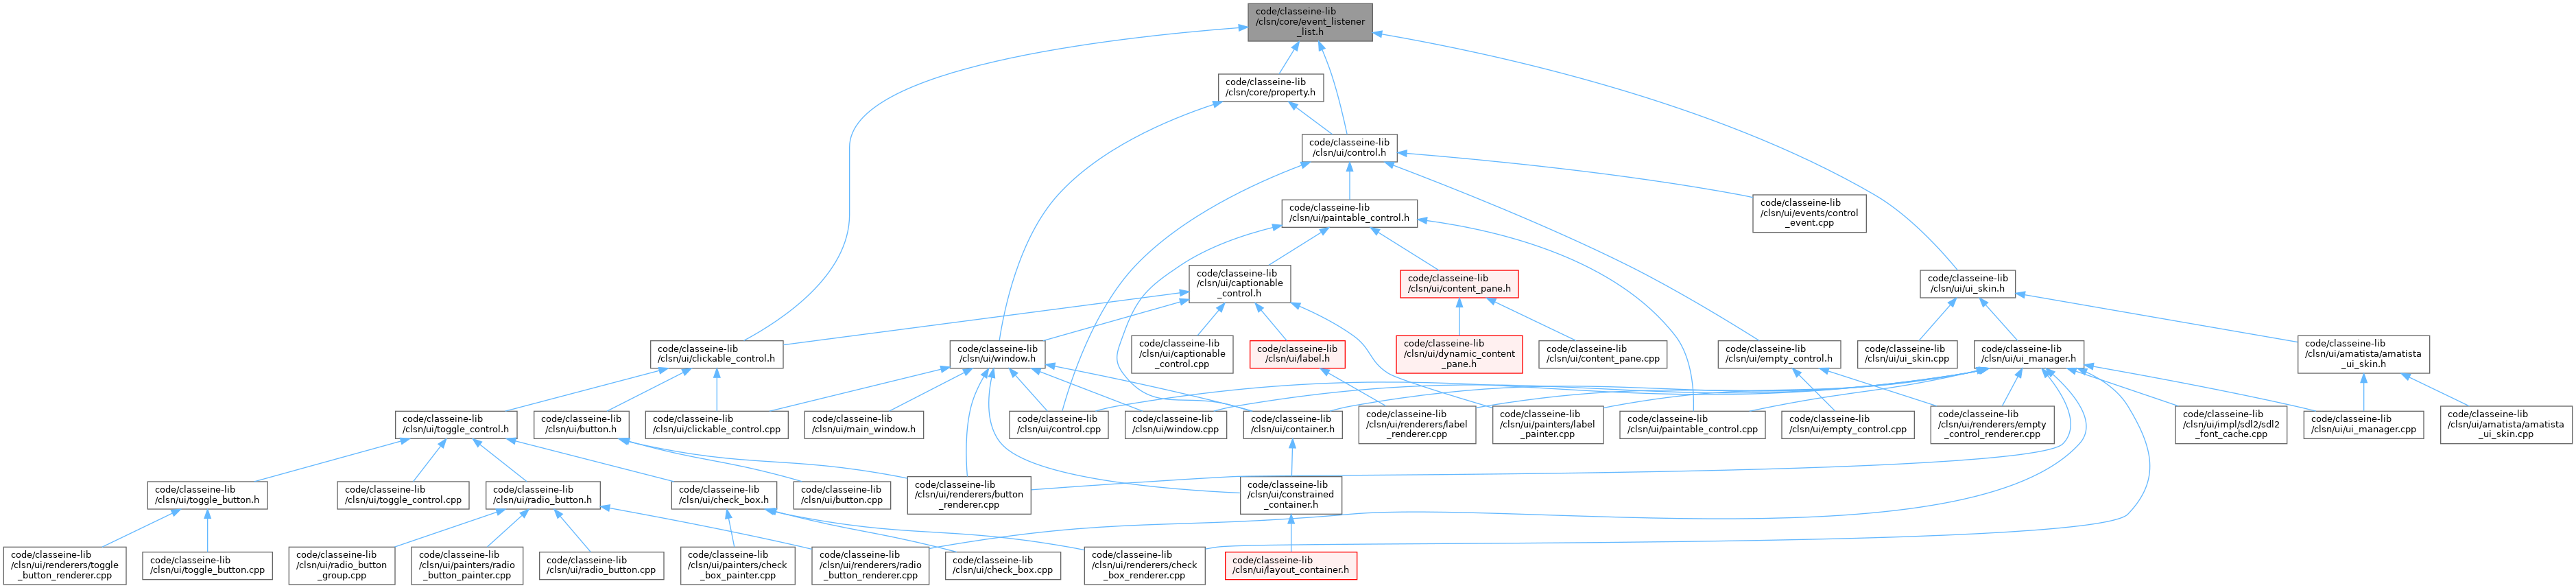 code/classeine-lib
/clsn/core/event_listener
_list.h
code/classeine-lib
/clsn/core/property.h
code/classeine-lib
/clsn/ui/control.h
code/classeine-lib
/clsn/ui/paintable_control.h
code/classeine-lib
/clsn/ui/events/control
_event.cpp
code/classeine-lib
/clsn/ui/captionable
_control.h
code/classeine-lib
/clsn/ui/content_pane.h
code/classeine-lib
/clsn/ui/ui_skin.h
code/classeine-lib
/clsn/ui/clickable_control.h
code/classeine-lib
/clsn/ui/window.h
code/classeine-lib
/clsn/ui/captionable
_control.cpp
code/classeine-lib
/clsn/ui/label.h
code/classeine-lib
/clsn/ui/dynamic_content
_pane.h
code/classeine-lib
/clsn/ui/content_pane.cpp
code/classeine-lib
/clsn/ui/empty_control.h
code/classeine-lib
/clsn/ui/ui_skin.cpp
code/classeine-lib
/clsn/ui/ui_manager.h
code/classeine-lib
/clsn/ui/amatista/amatista
_ui_skin.h
code/classeine-lib
/clsn/ui/toggle_control.h
code/classeine-lib
/clsn/ui/button.h
code/classeine-lib
/clsn/ui/clickable_control.cpp
code/classeine-lib
/clsn/ui/main_window.h
code/classeine-lib
/clsn/ui/control.cpp
code/classeine-lib
/clsn/ui/window.cpp
code/classeine-lib
/clsn/ui/container.h
code/classeine-lib
/clsn/ui/renderers/label
_renderer.cpp
code/classeine-lib
/clsn/ui/painters/label
_painter.cpp
code/classeine-lib
/clsn/ui/paintable_control.cpp
code/classeine-lib
/clsn/ui/empty_control.cpp
code/classeine-lib
/clsn/ui/renderers/empty
_control_renderer.cpp
code/classeine-lib
/clsn/ui/impl/sdl2/sdl2
_font_cache.cpp
code/classeine-lib
/clsn/ui/ui_manager.cpp
code/classeine-lib
/clsn/ui/amatista/amatista
_ui_skin.cpp
code/classeine-lib
/clsn/ui/toggle_button.h
code/classeine-lib
/clsn/ui/toggle_control.cpp
code/classeine-lib
/clsn/ui/radio_button.h
code/classeine-lib
/clsn/ui/check_box.h
code/classeine-lib
/clsn/ui/button.cpp
code/classeine-lib
/clsn/ui/renderers/button
_renderer.cpp
code/classeine-lib
/clsn/ui/constrained
_container.h
code/classeine-lib
/clsn/ui/renderers/toggle
_button_renderer.cpp
code/classeine-lib
/clsn/ui/toggle_button.cpp
code/classeine-lib
/clsn/ui/radio_button
_group.cpp
code/classeine-lib
/clsn/ui/painters/radio
_button_painter.cpp
code/classeine-lib
/clsn/ui/radio_button.cpp
code/classeine-lib
/clsn/ui/painters/check
_box_painter.cpp
code/classeine-lib
/clsn/ui/renderers/radio
_button_renderer.cpp
code/classeine-lib
/clsn/ui/check_box.cpp
code/classeine-lib
/clsn/ui/renderers/check
_box_renderer.cpp
code/classeine-lib
/clsn/ui/layout_container.h